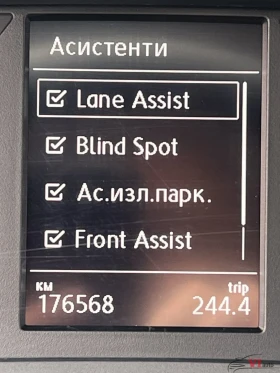 Асистенти
Lane Assist
Blind Spot
Ас.изл.парк.
Front Assist
км trip
176568 244.4